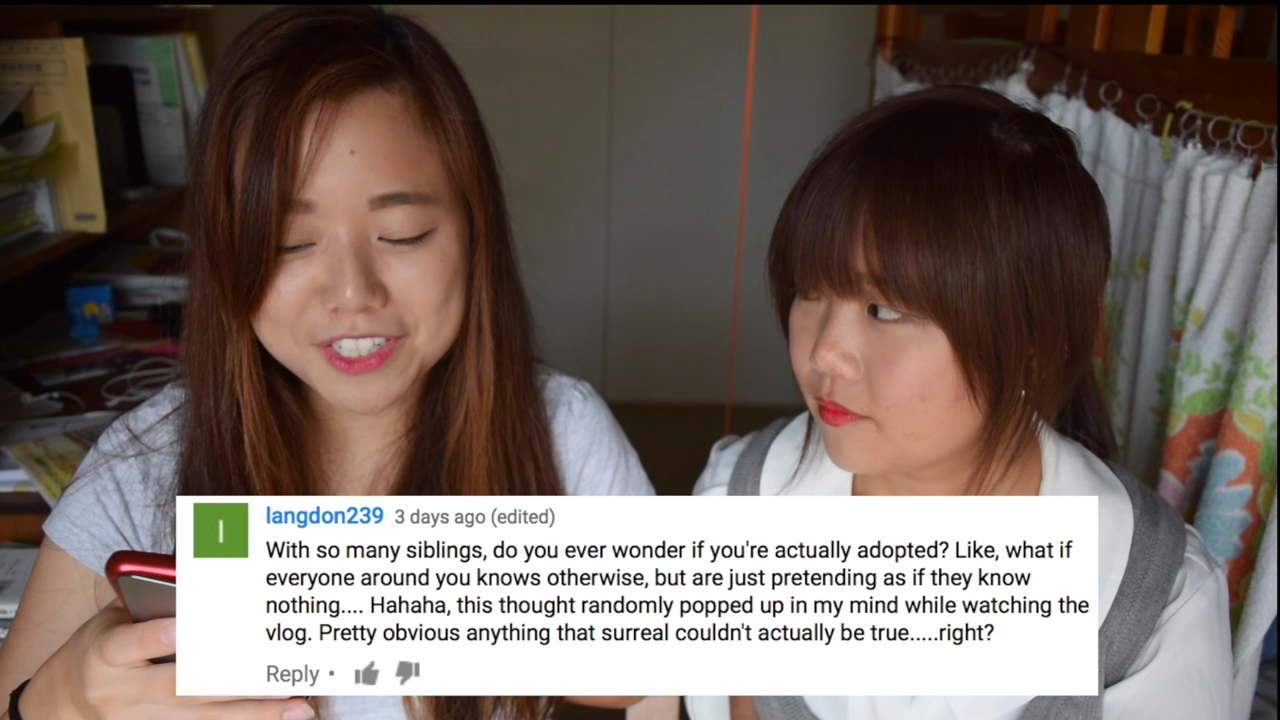 l
langdon239 3 days ago (edited)
With so many siblings, do you ever wonder if you're actually adopted? Like, what if
everyone around you knows otherwise, but are just pretending as if they know
nothing.... Hahaha, this thought randomly popped up in my mind while watching the
vlog. Pretty obvious anything that surreal couldn't actually be true.....right?
Reply •